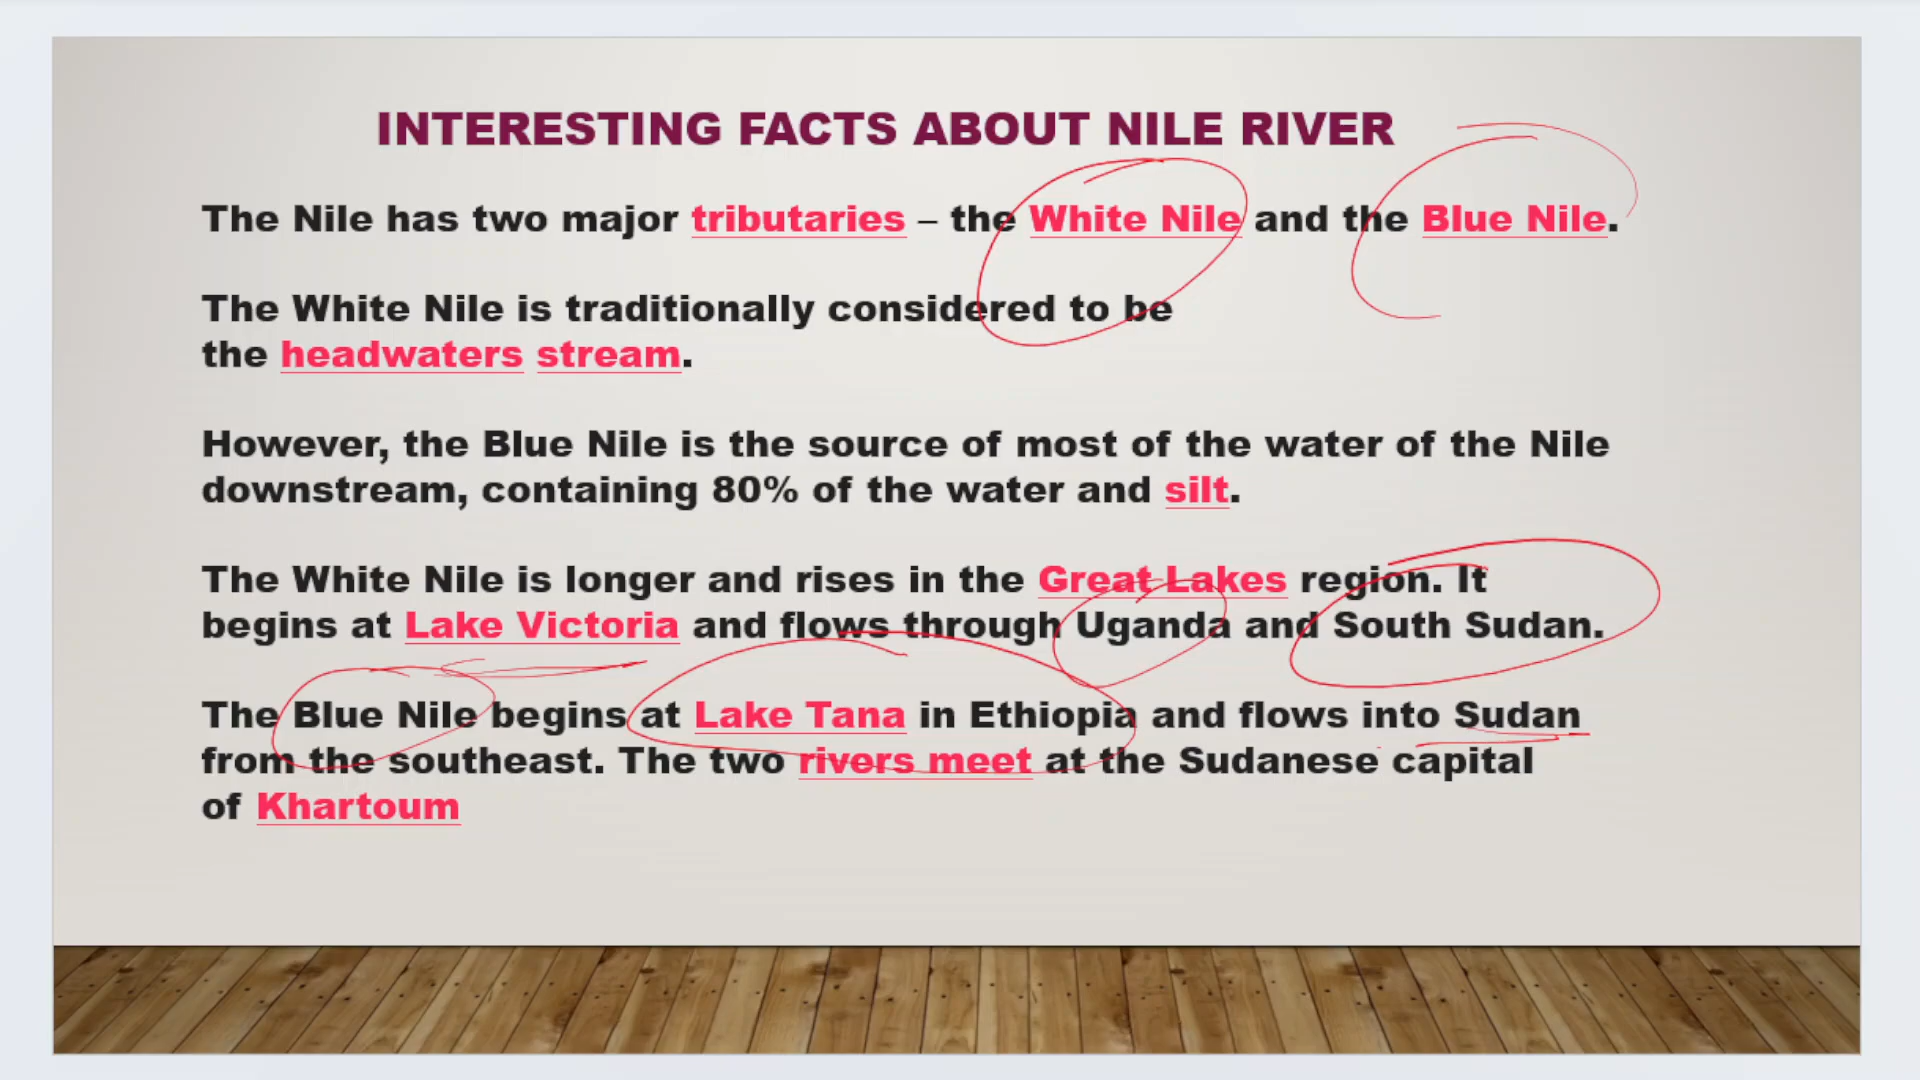 INTERESTING FACTS ABOUT NILE RIVER
The Nile has two major tributaries – the White Nile and the Blue Nile.
The White Nile is traditionally considered to be
the headwaters stream.
However, the Blue Nile is the source of most of the water of the Nile
downstream, containing 80% of the water and silt.
The White Nile is longer and rises in the Great Lakes region. It
begins at Lake Victoria and flows through Uganda and South Sudan.
The Blue Nile begins at Lake Tana in Ethiopia and flows into Sudan
from the southeast. The two rivers meet at the Sudanese capital
of Khartoum